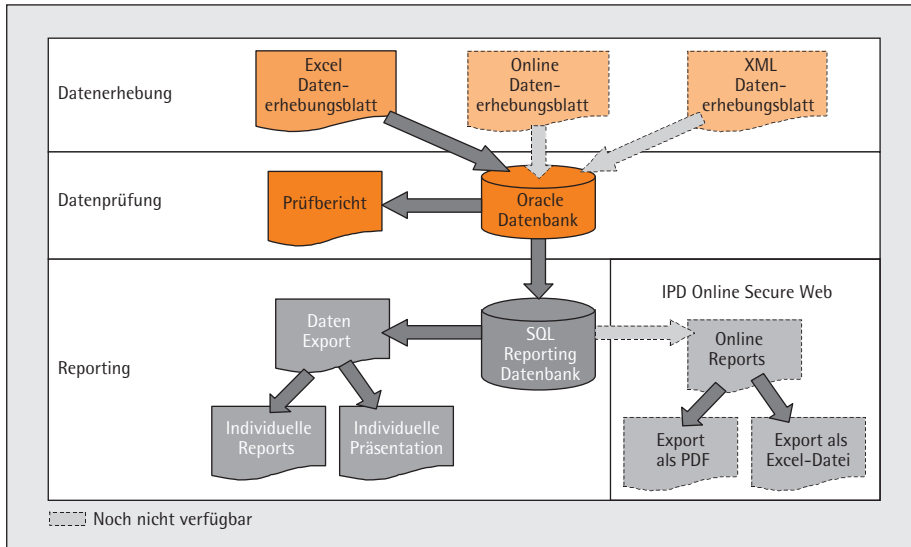 Datenerhebung
Excel
Daten-
erhebungsblatt
Online
Daten-
erhebungsblatt
XML
Daten-
erhebungsblatt
Datenprüfung
Prüfbericht
Oracle
Datenbank
Reporting
Daten
Export
SQL
Reporting
Datenbank
Individuelle
Reports
Individuelle
Präsentation
IPD Online Secure Web
Online
Reports
Export
als PDF
Export als
Excel-Datei
Noch nicht verfügbar